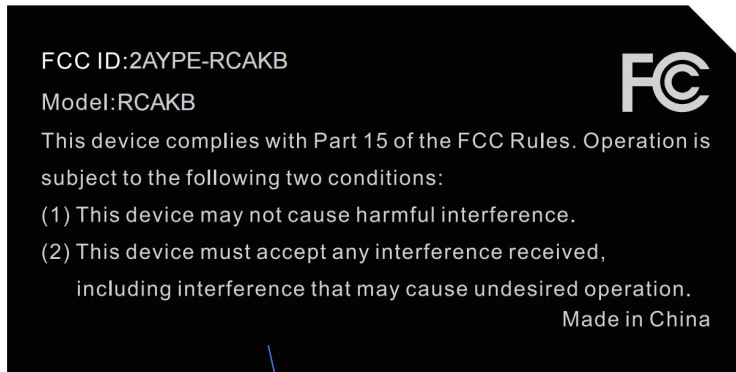 FCC ID:2AYPE-RCAKB
FC
Model:RCAKB
This device complies with Part 15 of the FCC Rules. Operation is
subject to the following two conditions:
(1) This device may not cause harmful interference.
(2) This device must accept any interference received,
including interference that may cause undesired operation.
Made in China